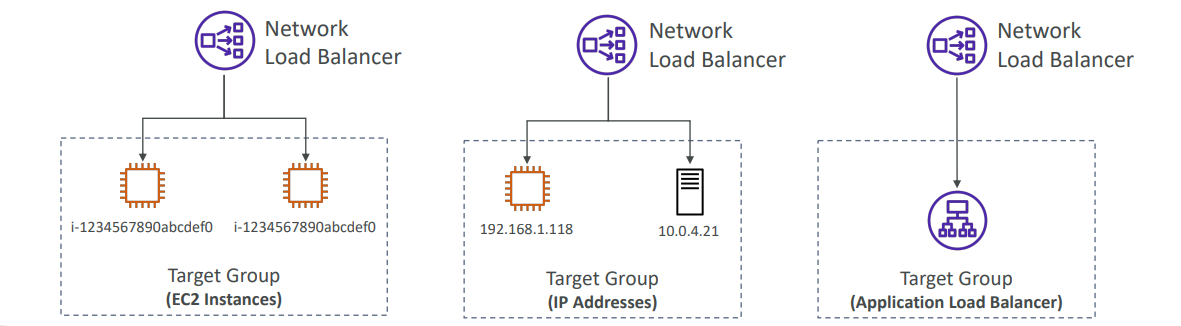 Network
Load Balancer
i-1234567890abcdef0
i-1234567890abcdef0
Target Group
(EC2 Instances)
Network
Load Balancer
192.168.1.118
10.0.4.21
Target Group
(IP Addresses)
Network
Load Balancer
Target Group
(Application Load Balancer)